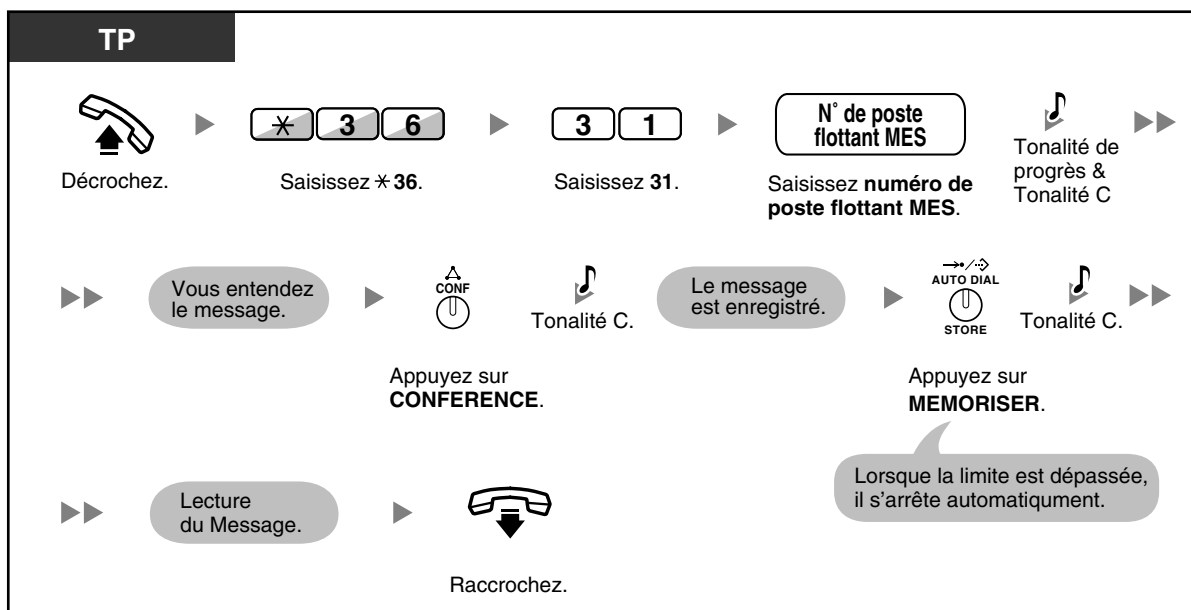 TP
✳ 3 6
3 1
N° de poste
flottant MES
Décrochez.
Saisissez ✳ 36.
Saisissez 31.
Saisissez numéro de
poste flottant MES.
Tonalité de
progrès &
Tonalité C
Vous entendez
le message.
CONF
Appuyez sur
CONFERENCE.
Tonalité C.
Le message
est enregistré.
AUTO DIAL
STORE
Appuyez sur
MEMORISER.
Tonalité C.
Lorsque la limite est dépassée,
il s'arrête automatiqument.
Lecture
du Message.
Raccrochez.